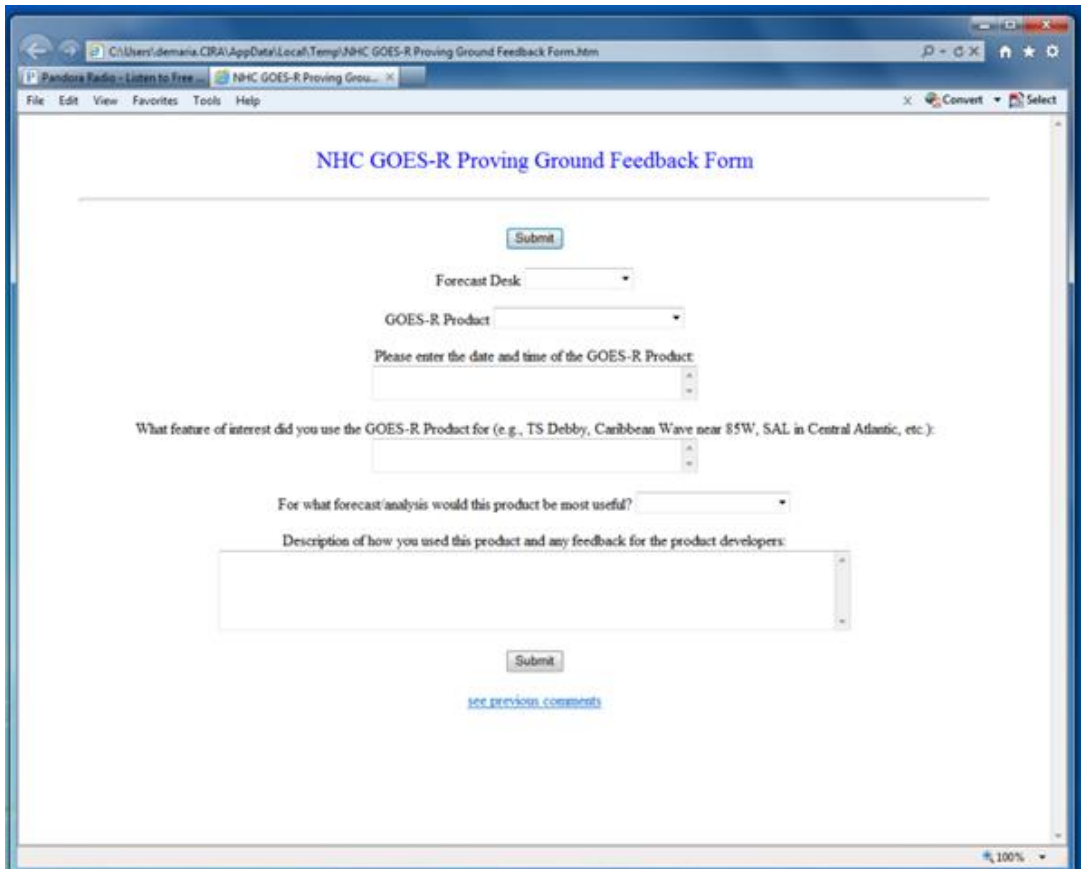 C:\Users\demaria.CIRA\AppData\Local\Temp\NHC GOES-R Proving Ground Feedback Form.htm
Pandora Radio - Listen to Free ...
NHC GOES-R Proving Grou...
File Edit View Favorites Tools Help
x Convert Select
NHC GOES-R Proving Ground Feedback Form
Submit
Forecast Desk
GOES-R Product
Please enter the date and time of the GOES-R Product:
What feature of interest did you use the GOES-R Product for (e.g., TS Debby, Caribbean Wave near 85W, SAL in Central Atlantic, etc.):
For what forecast/analysis would this product be most useful?
Description of how you used this product and any feedback for the product developers:
Submit
see previous comments
100%